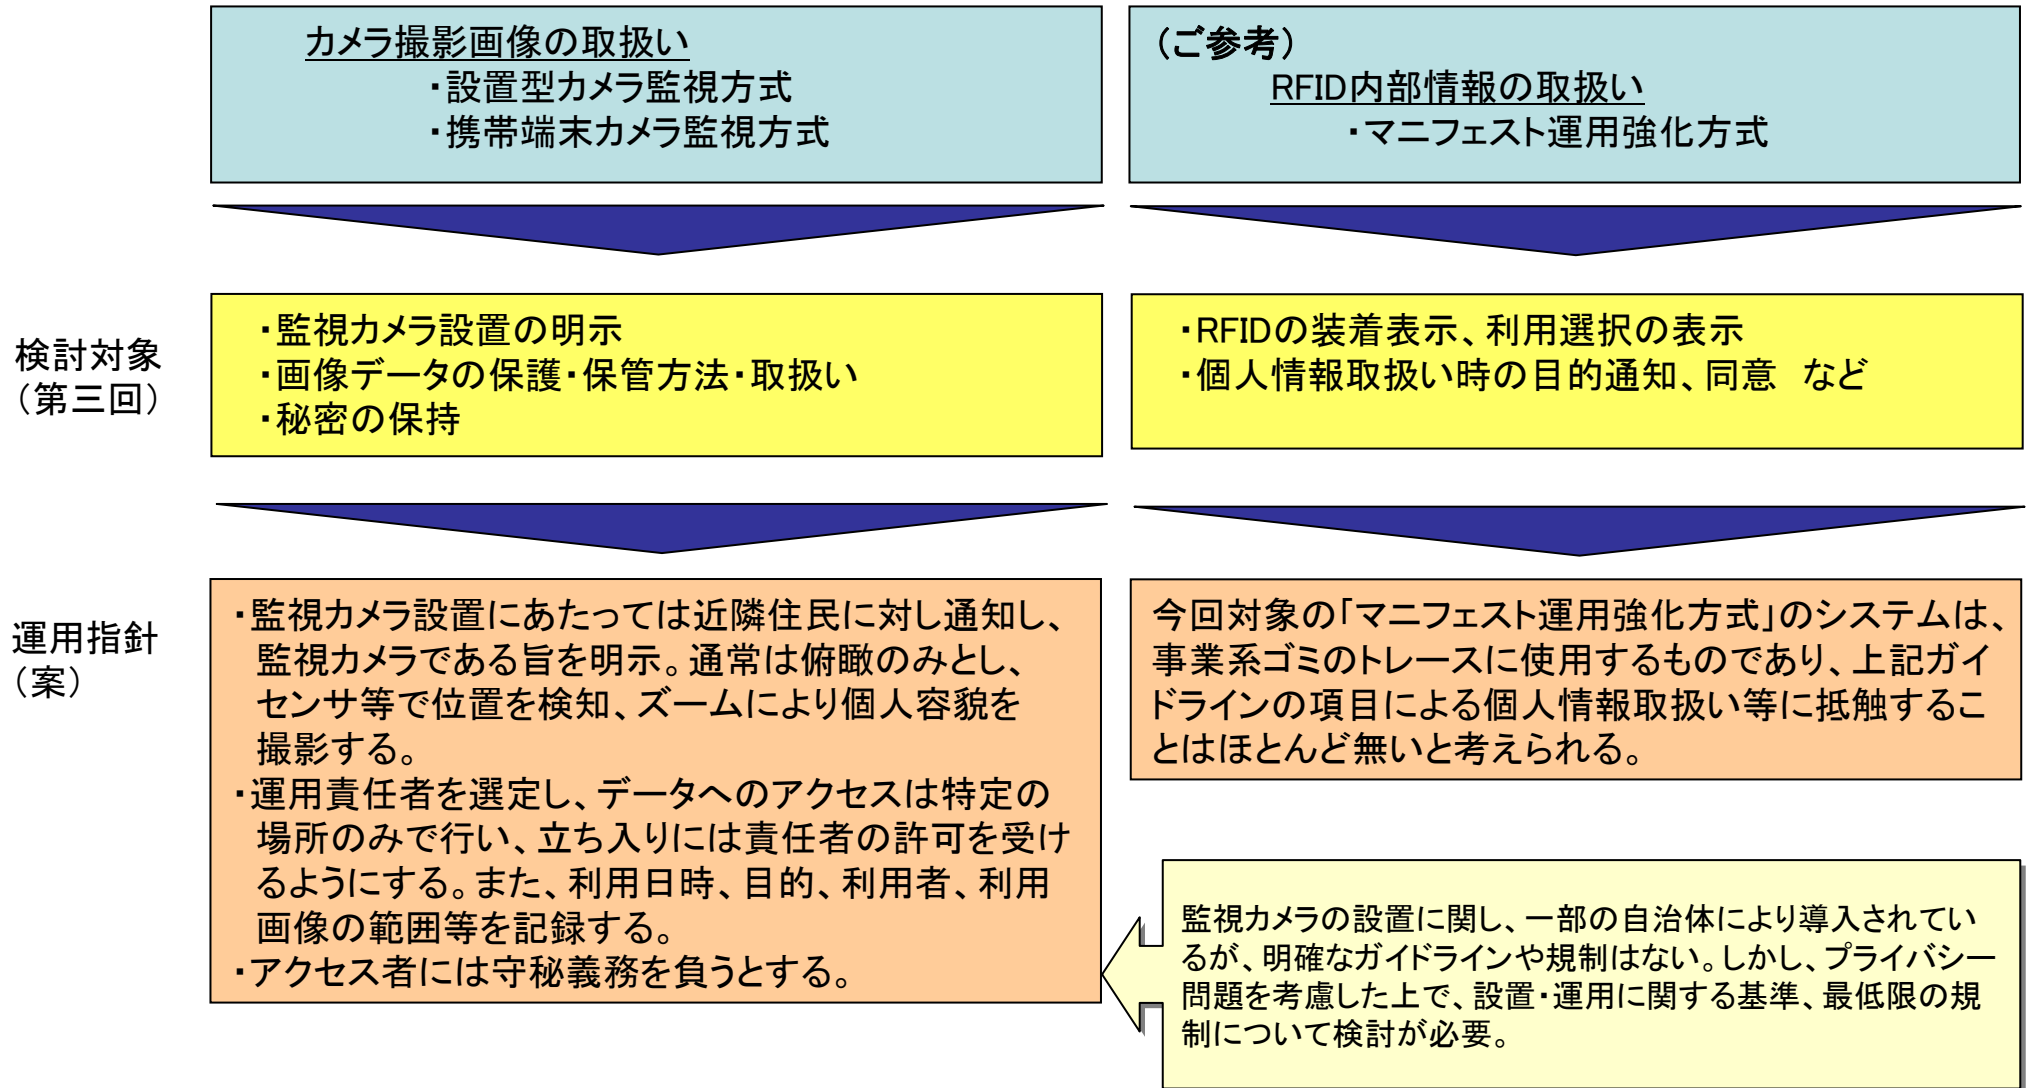 カメラ撮影画像の取扱い
・設置型カメラ監視方式
・携帯端末カメラ監視方式
（ご参考）
RFID内部情報の取扱い
・マニフェスト運用強化方式
検討対象
（第三回）
・監視カメラ設置の明示
・画像データの保護・保管方法・取扱い
・秘密の保持
・RFIDの装着表示、利用選択の表示
・個人情報取扱い時の目的通知、同意　など
運用指針
（案）
・監視カメラ設置にあたっては近隣住民に対し通知し、
監視カメラである旨を明示。通常は俯瞰のみとし、
センサ等で位置を検知、ズームにより個人容貌を
撮影する。
・運用責任者を選定し、データへのアクセスは特定の
場所のみで行い、立ち入りには責任者の許可を受け
るようにする。また、利用日時、目的、利用者、利用
画像の範囲等を記録する。
・アクセス者には守秘義務を負うとする。
今回対象の「マニフェスト運用強化方式」のシステムは、
事業系ゴミのトレースに使用するものであり、上記ガイ
ドラインの項目による個人情報取扱い等に抵触するこ
とはほとんど無いと考えられる。
監視カメラの設置に関し、一部の自治体により導入されてい
るが、明確なガイドラインや規制はない。しかし、プライバシー
問題を考慮した上で、設置・運用に関する基準、最低限の規
制について検討が必要。